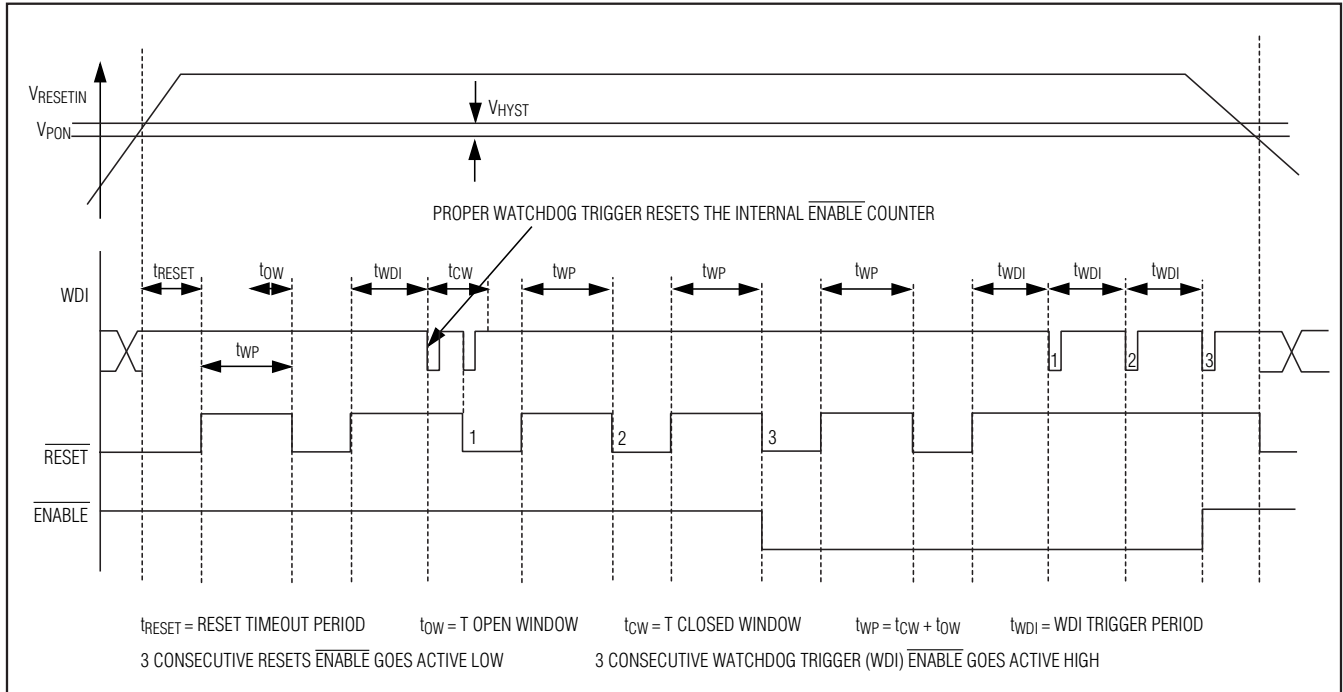 VRESETIN
VHYST
VPON
PROPER WATCHDOG TRIGGER RESETS THE INTERNAL ENABLE COUNTER
tRESET tOW tWDI tCW tWP tWP tWP tWDI tWDI tWDI
WDI
tWP
1 2 3
1 2 3
RESET
ENABLE
tRESET = RESET TIMEOUT PERIOD tOW = T OPEN WINDOW tCW = T CLOSED WINDOW tWP = tCW + tOW tWDI = WDI TRIGGER PERIOD
3 CONSECUTIVE RESETS ENABLE GOES ACTIVE LOW 3 CONSECUTIVE WATCHDOG TRIGGER (WDI) ENABLE GOES ACTIVE HIGH